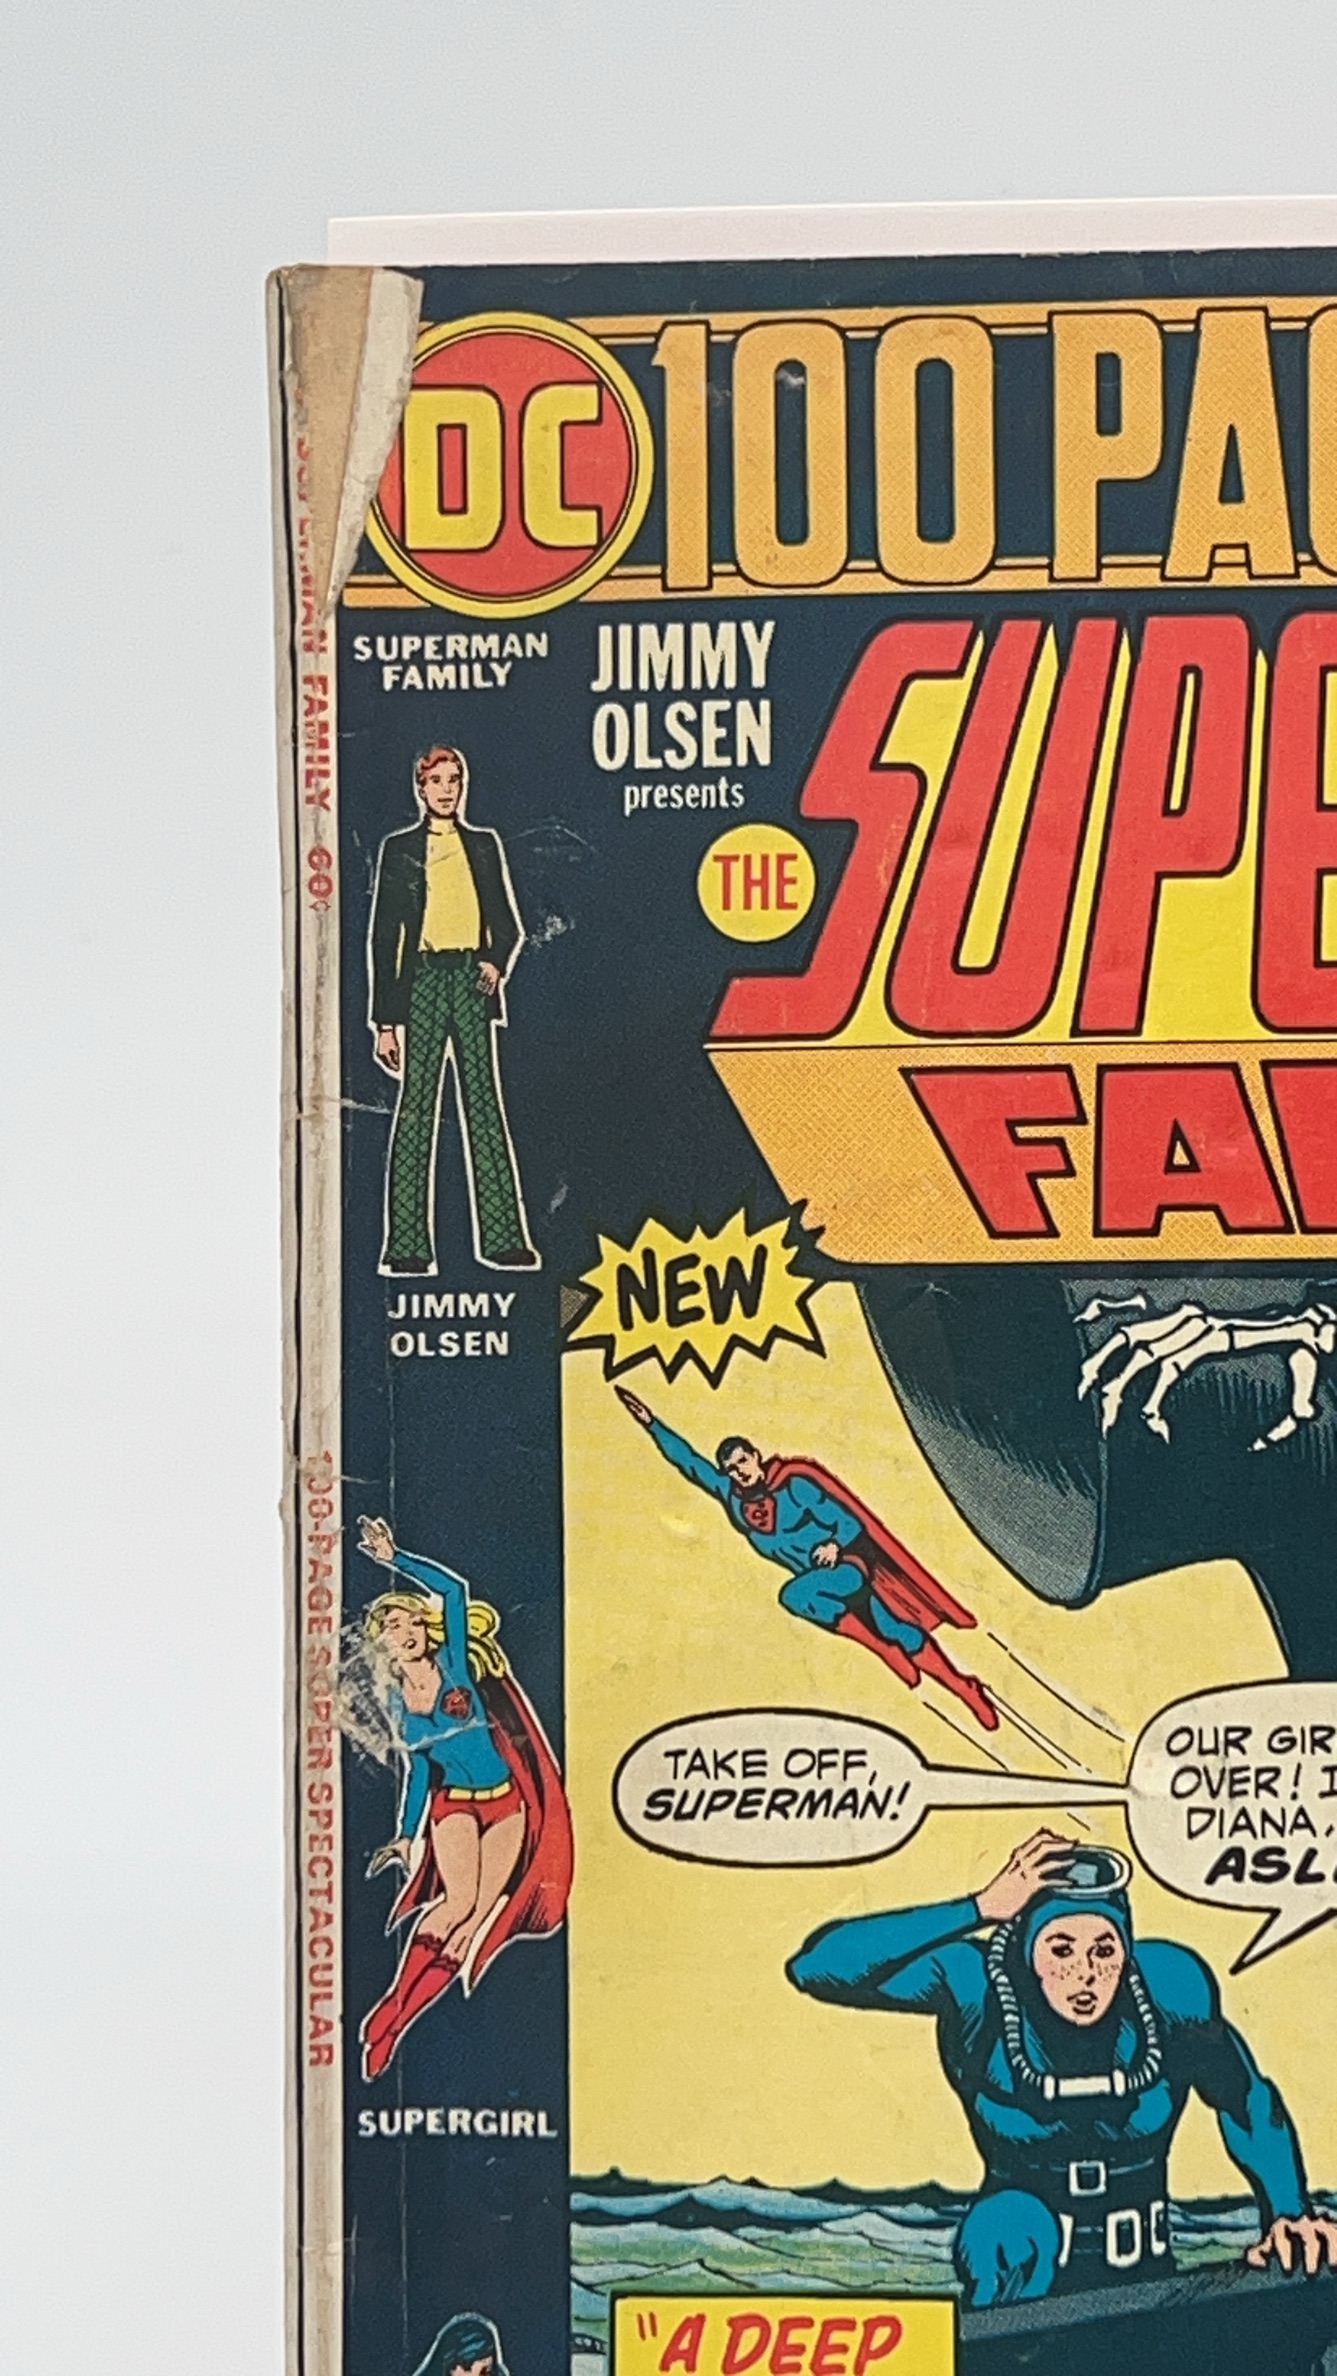 DC
100 PAG
SUPERMAN
FAMILY
JIMMY
OLSEN
presents
THE
SUPE
FA
JIMMY
OLSEN
NEW
TAKE OFF,
SUPERMAN!
OUR GIR
OVER! I
DIANA,
ASL
SUPERGIRL
"A DEEP
SUPERMAN FAMILY 60¢
100-PAGE SUPER SPECTACULAR